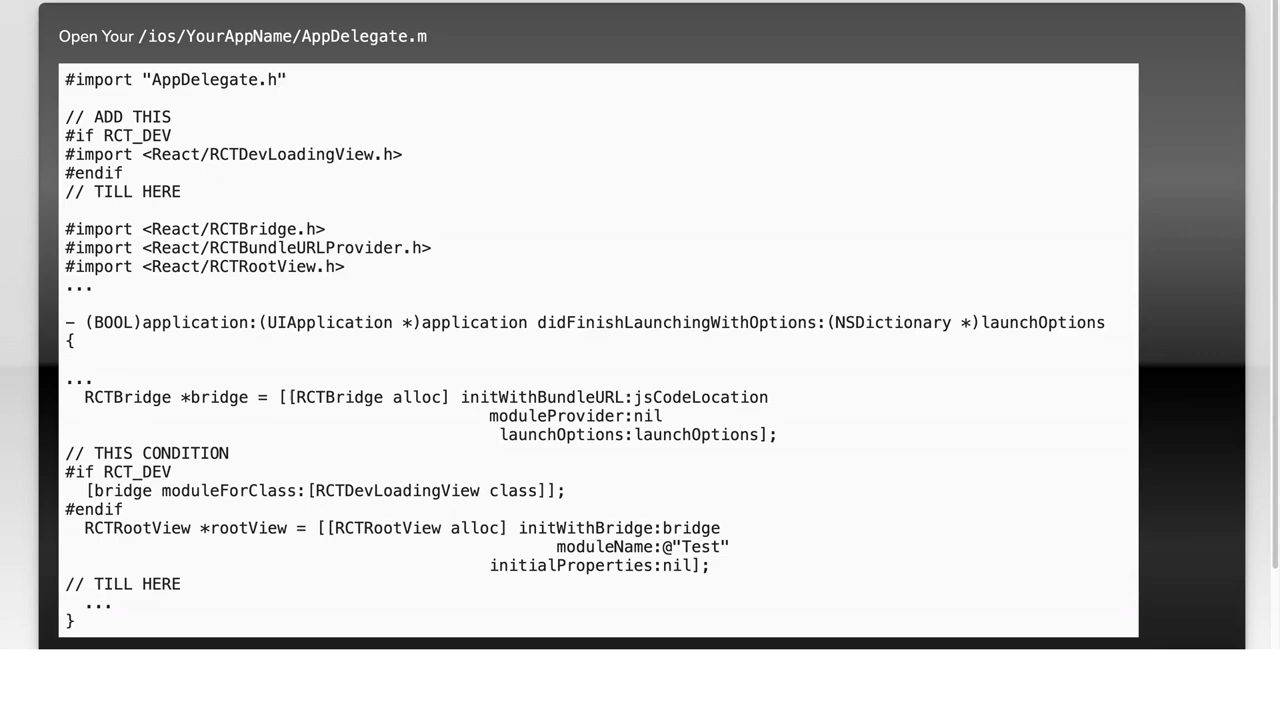 Open Your /ios/YourAppName/AppDelegate.m
#import "AppDelegate.h"
// ADD THIS
#if RCT_DEV
#import <React/RCTDevLoadingView.h>
#endif
// TILL HERE
#import <React/RCTBridge.h>
#import <React/RCTBundleURLProvider.h>
#import <React/RCTRootView.h>
...
- (BOOL)application:(UIApplication *)application didFinishLaunchingWithOptions:(NSDictionary *)launchOptions
{
...
RCTBridge *bridge = [[RCTBridge alloc] initWithBundleURL:jsCodeLocation
moduleProvider:nil
launchOptions:launchOptions];
// THIS CONDITION
#if RCT_DEV
[bridge moduleForClass:[RCTDevLoadingView class]];
#endif
RCTRootView *rootView = [[RCTRootView alloc] initWithBridge:bridge
moduleName:@"Test"
initialProperties:nil];
// TILL HERE
...
}